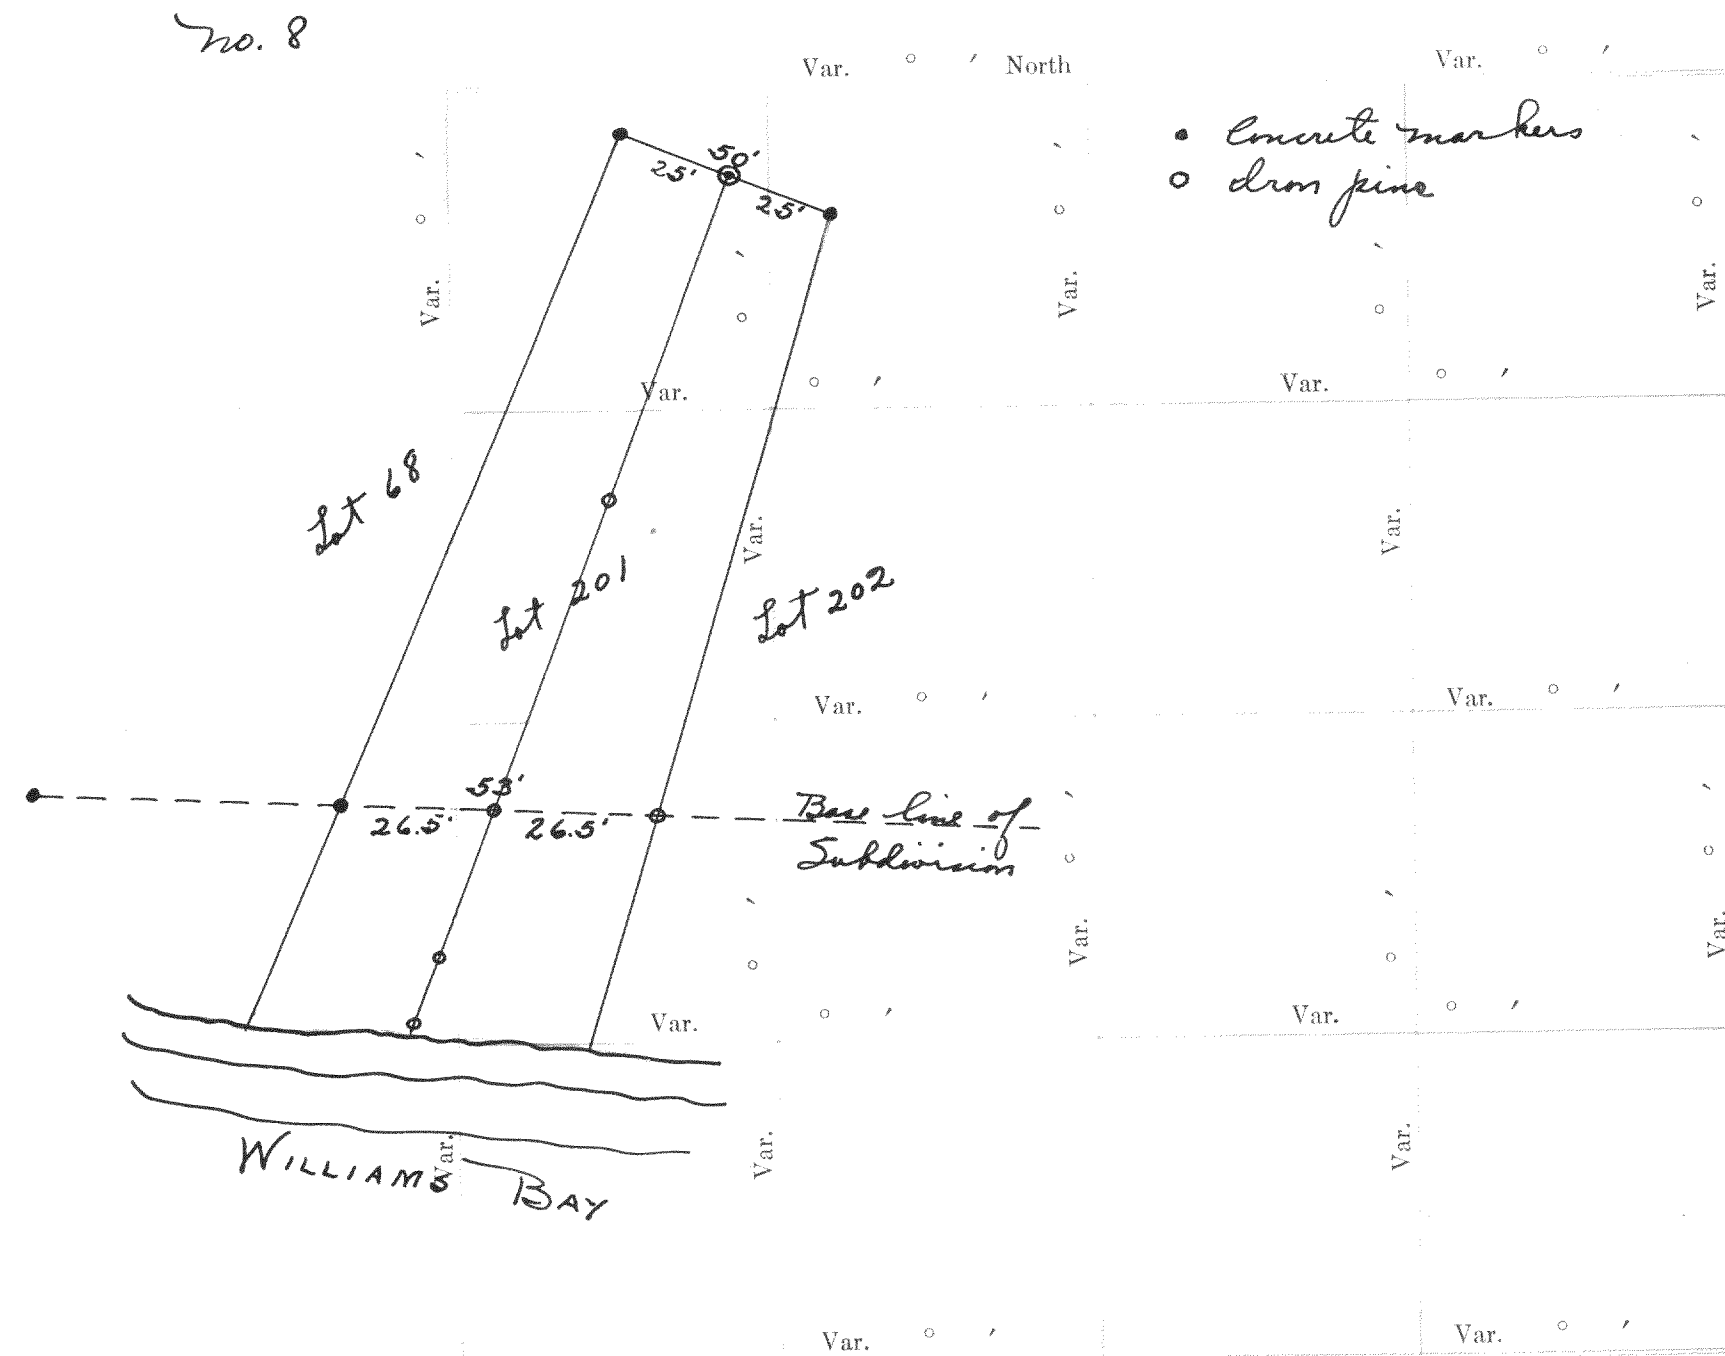 no. 8
Var. ° ′ North
Var. ° ′
• Concrete markers
○ Iron pins
50'
25'
25'
Var. ° ′
Var. ° ′
Var. ° ′
Var. ° ′
Var. ° ′
Var. ° ′
Var. ° ′
Lot 68
Lot 201
Lot 202
Var. ° ′
Var. ° ′
53'
26.5'
26.5'
Base line of
Subdivision
Var. ° ′
Var. ° ′
Var. ° ′
Var. ° ′
Var. ° ′
Var. ° ′
WILLIAMS BAY
Var.
Var. ° ′
Var. ° ′
Var. ° ′